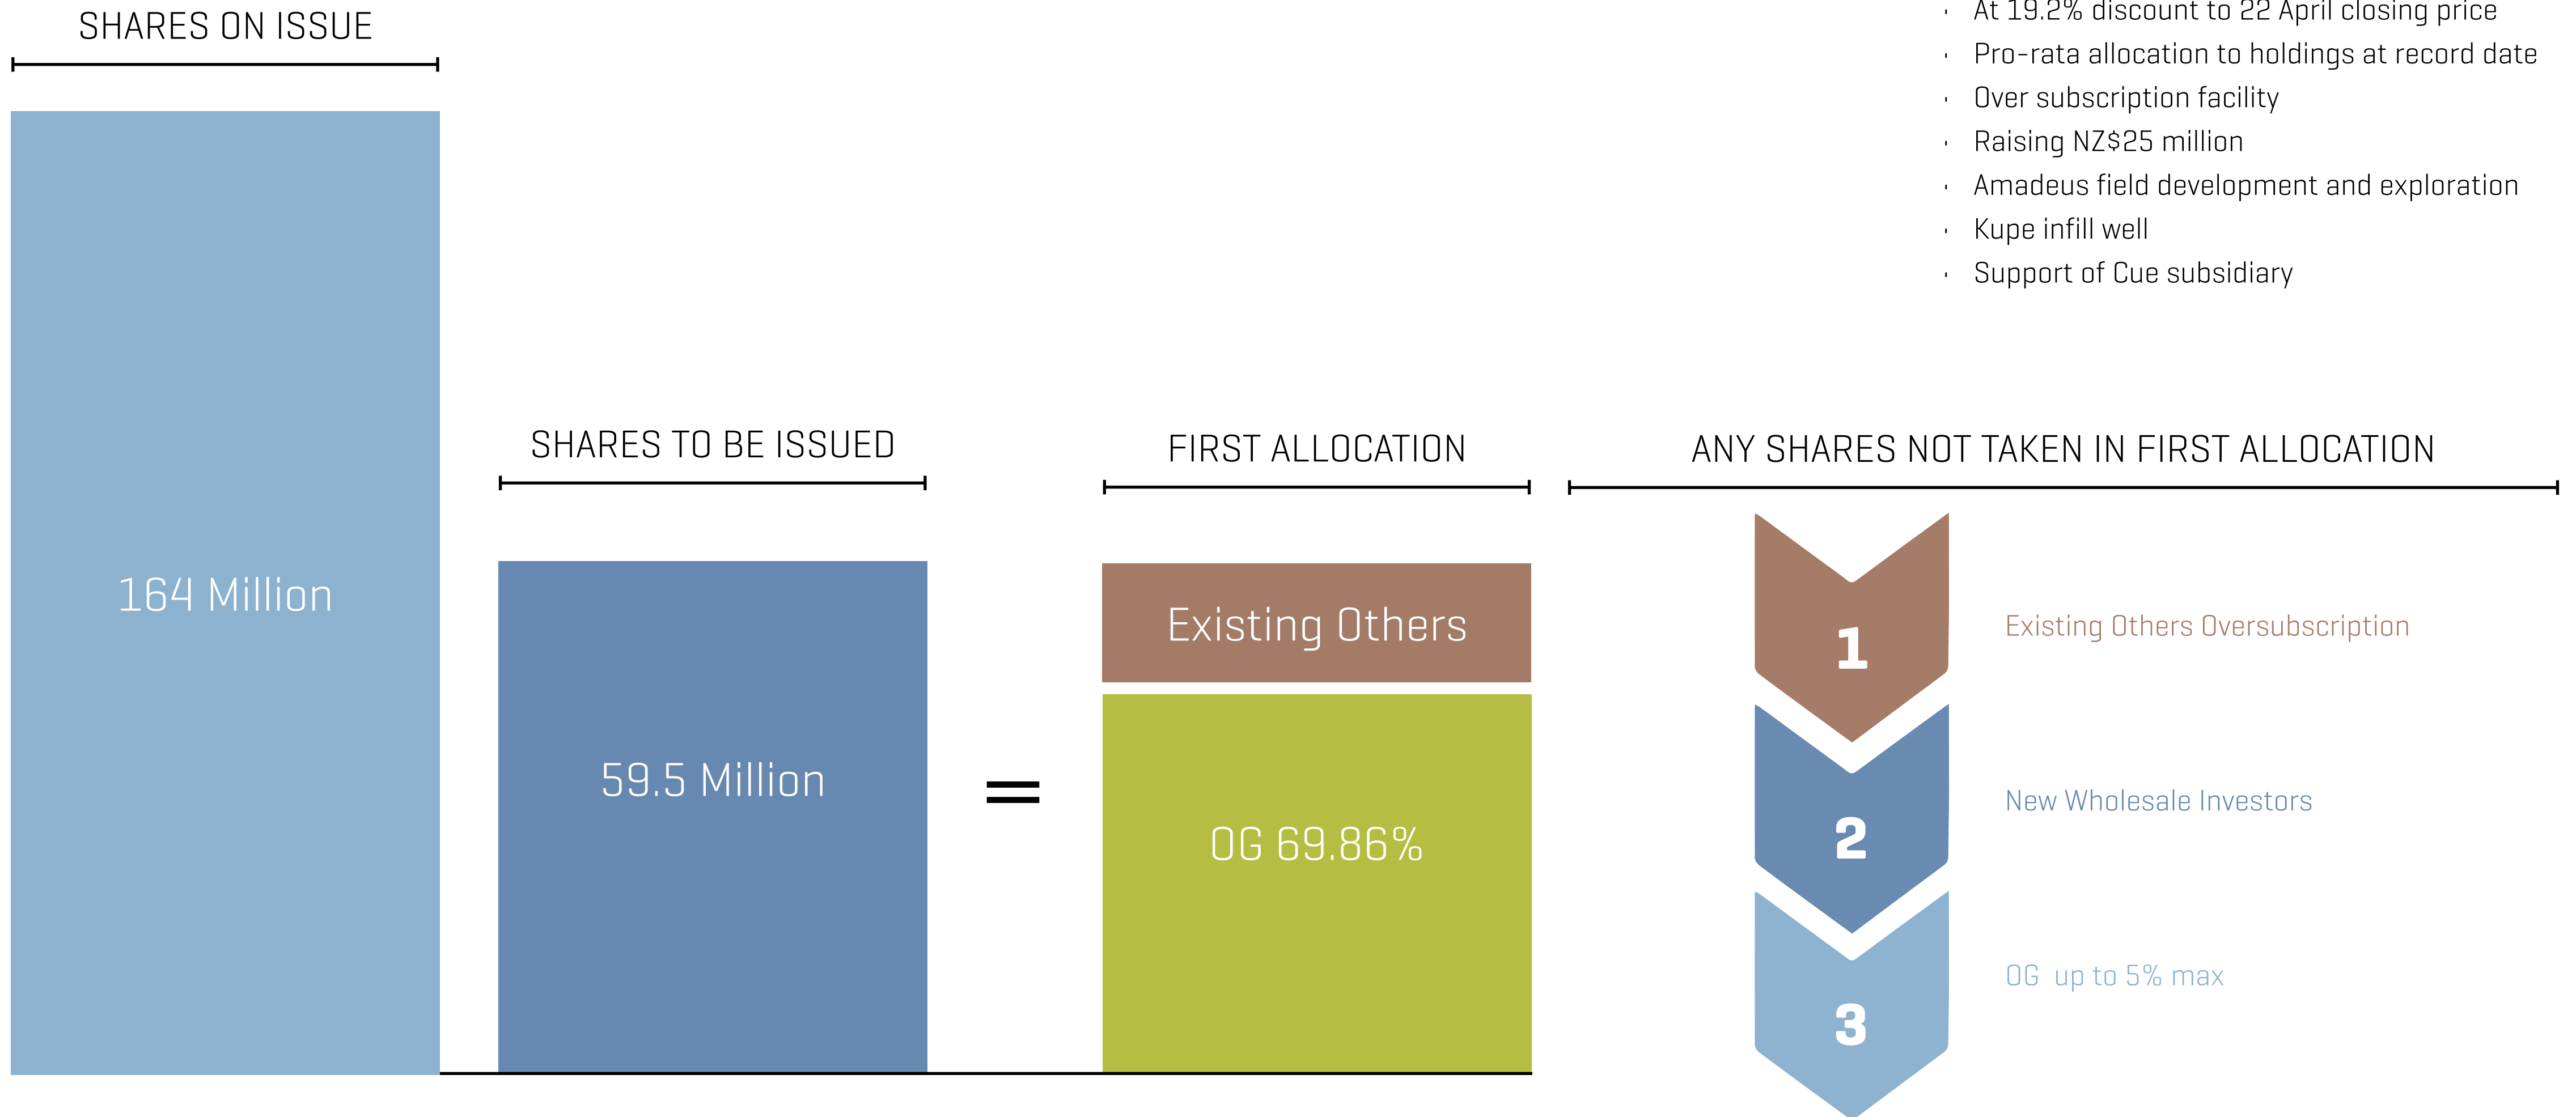 SHARES ON ISSUE
· At 19.2% discount to 22 April closing price
· Pro-rata allocation to holdings at record date
· Over subscription facility
· Raising NZ$25 million
· Amadeus field development and exploration
· Kupe infill well
· Support of Cue subsidiary
164 Million
SHARES TO BE ISSUED
59.5 Million
=
FIRST ALLOCATION
Existing Others
OG 69.86%
ANY SHARES NOT TAKEN IN FIRST ALLOCATION
1
Existing Others Oversubscription
2
New Wholesale Investors
3
OG up to 5% max